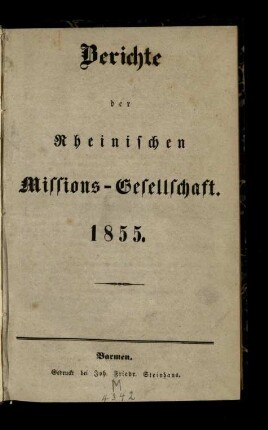 Berichte
der
Rheinischen
Missions-Gesellschaft.
1855.
Barmen.
Gedruckt bei Joh. Friedr. Steinhaus.
M
4342